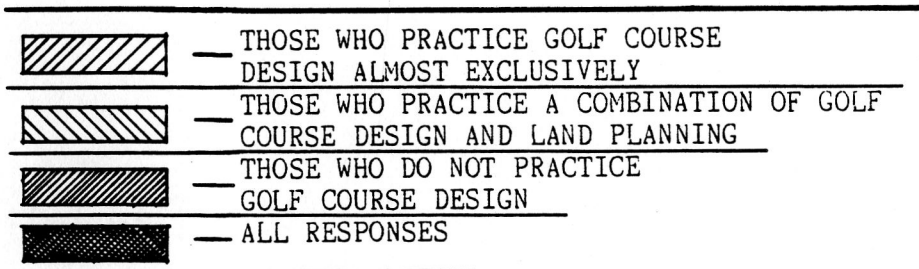 — THOSE WHO PRACTICE GOLF COURSE
DESIGN ALMOST EXCLUSIVELY
— THOSE WHO PRACTICE A COMBINATION OF GOLF
COURSE DESIGN AND LAND PLANNING
— THOSE WHO DO NOT PRACTICE
GOLF COURSE DESIGN
— ALL RESPONSES